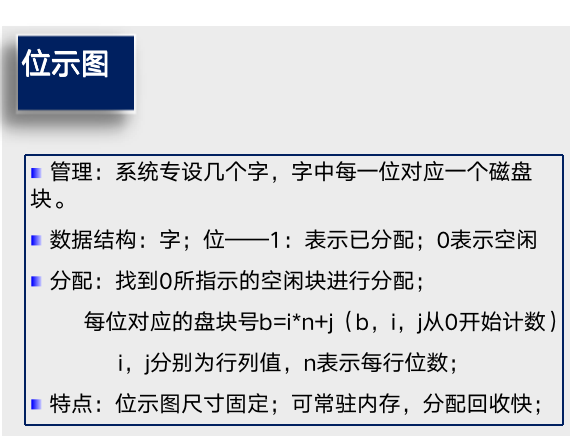 位示图
管理：系统专设几个字，字中每一位对应一个磁盘
块。
数据结构：字；位——1：表示已分配；0表示空闲
分配：找到0所指示的空闲块进行分配；
每位对应的盘块号b=i*n+j（b，i，j从0开始计数）
i，j分别为行列值，n表示每行位数；
特点：位示图尺寸固定；可常驻内存，分配回收快；